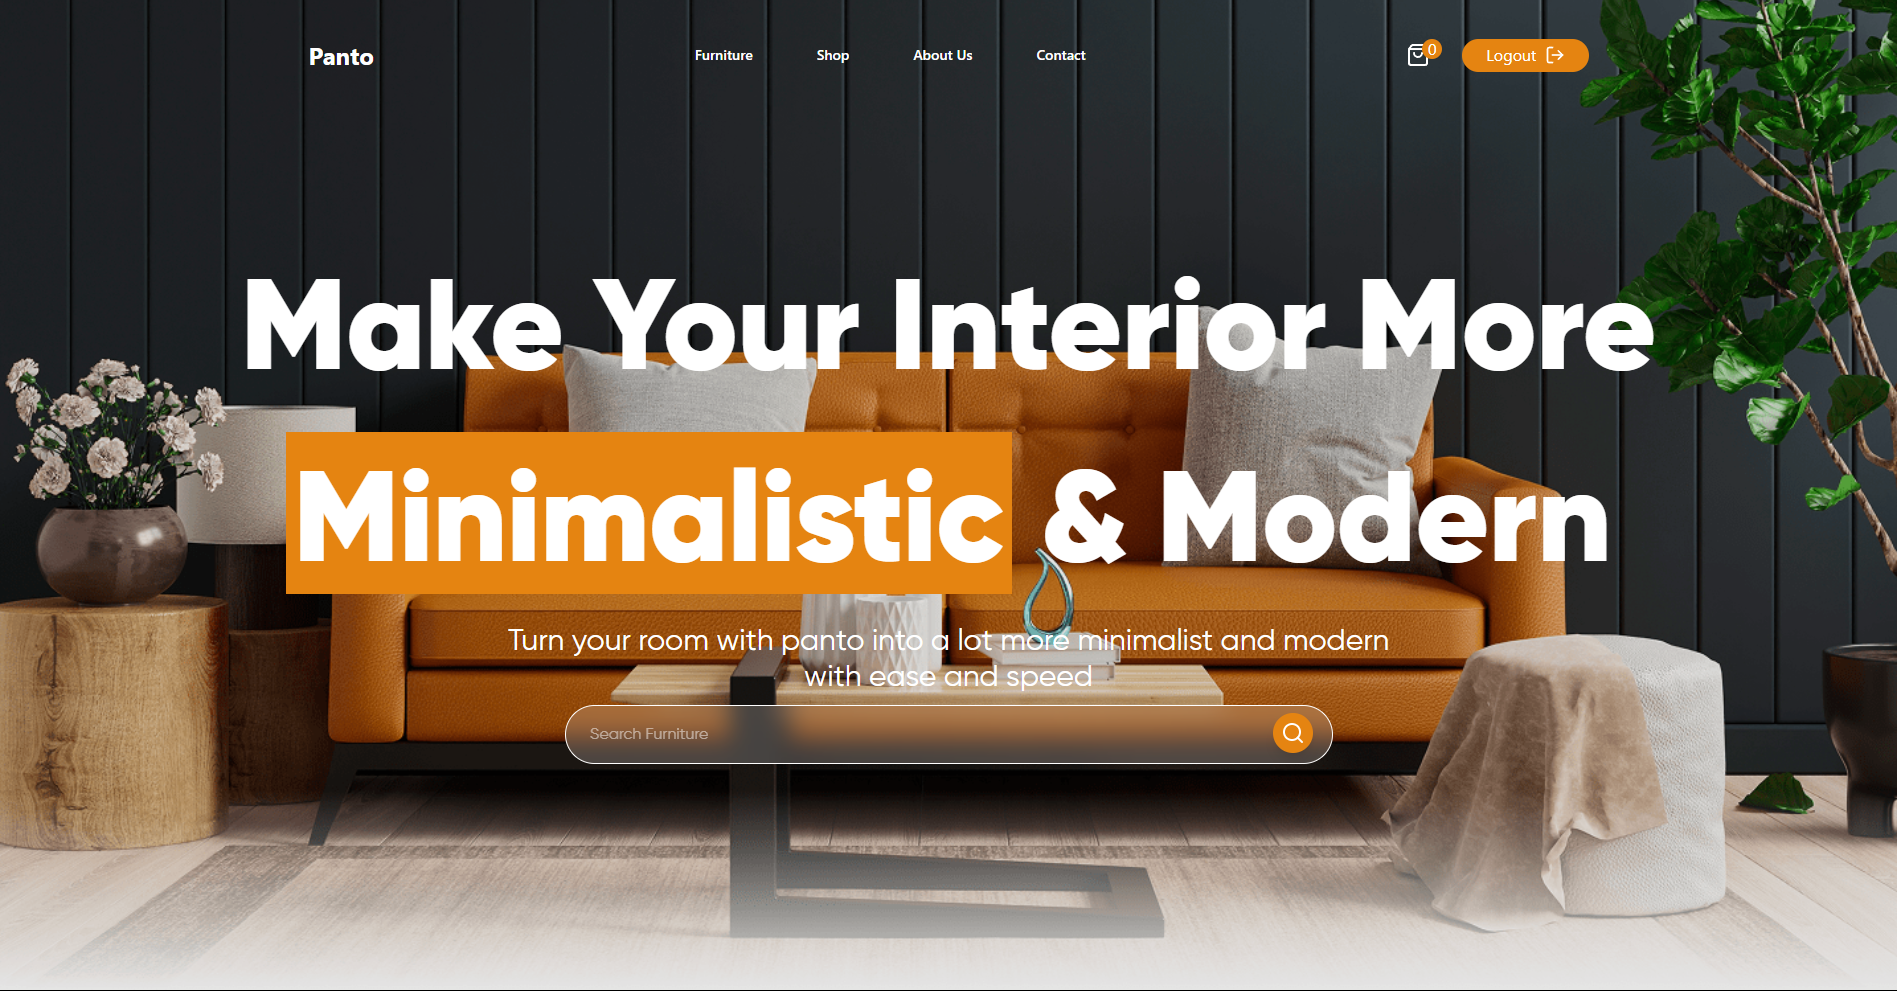 Panto
Furniture
Shop
About Us
Contact
0
Logout
Make Your Interior More
Minimalistic & Modern
Turn your room with panto into a lot more minimalist and modern
with ease and speed
Search Furniture